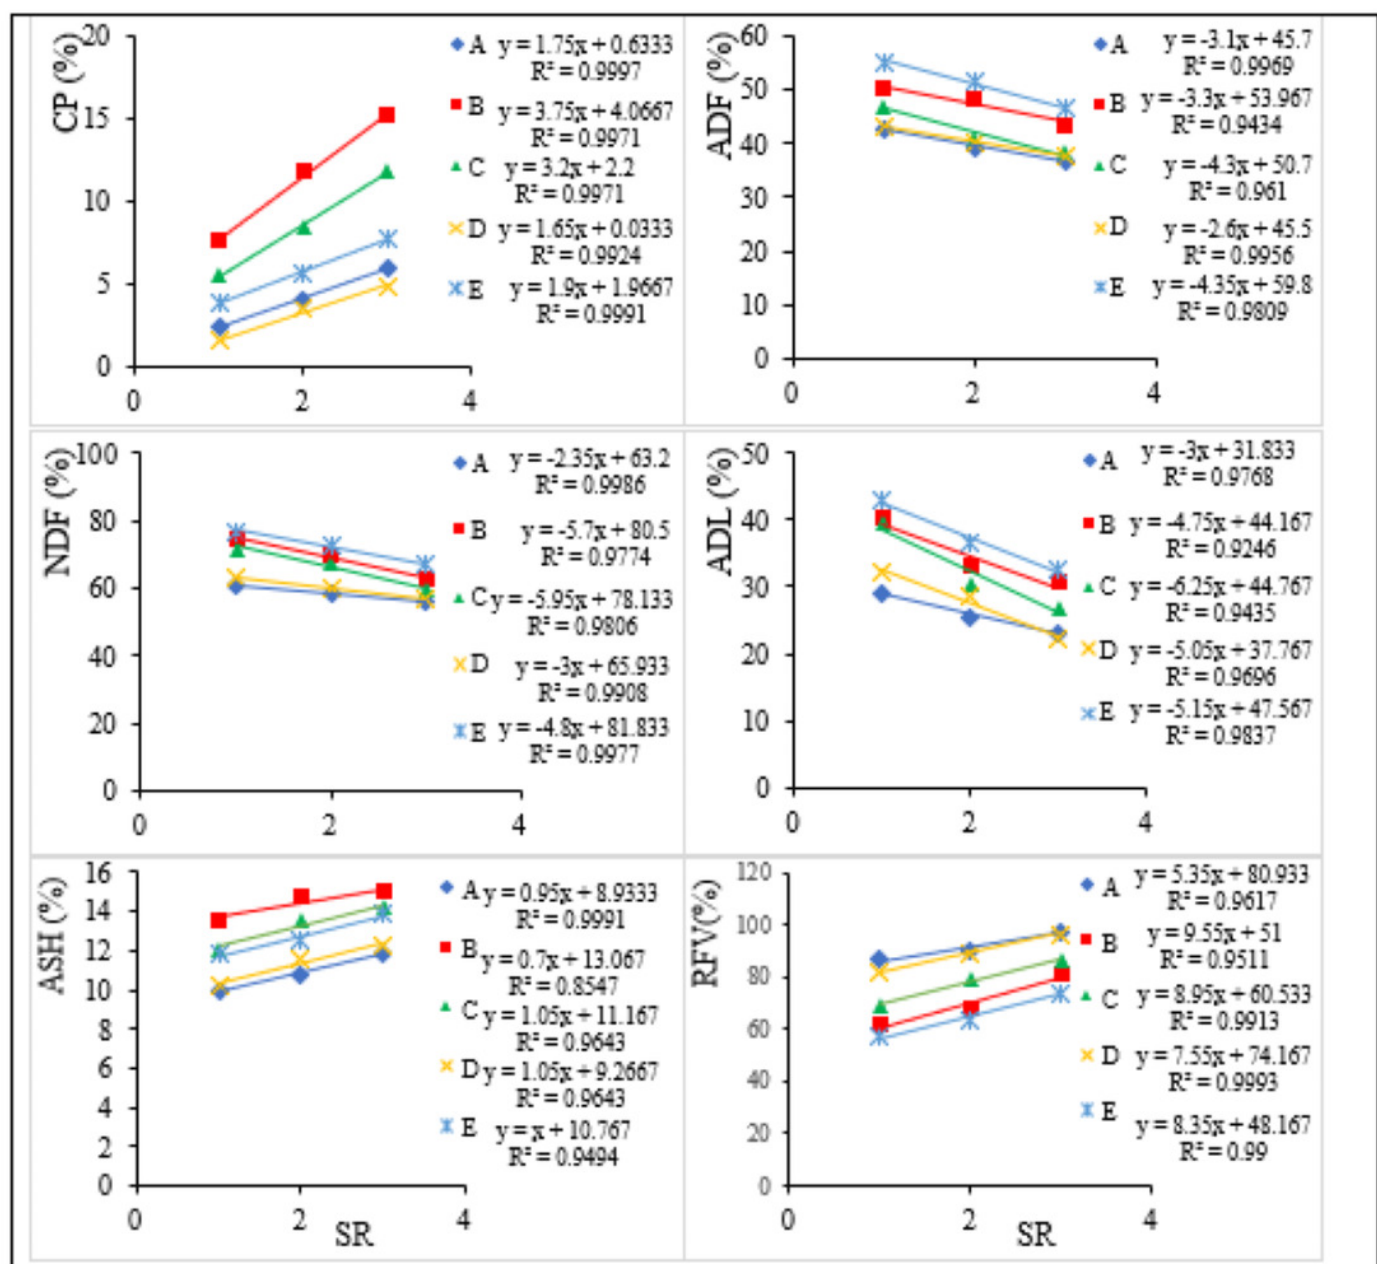 CP (%)
20
15
10
5
0
0
2
4
A y = 1.75x + 0.6333
R² = 0.9997
B y = 3.75x + 4.0667
R² = 0.9971
C y = 3.2x + 2.2
R² = 0.9971
D y = 1.65x + 0.0333
R² = 0.9924
E y = 1.9x + 1.9667
R² = 0.9991
ADF (%)
60
50
40
30
20
10
0
0
2
4
A y = -3.1x + 45.7
R² = 0.9969
B y = -3.3x + 53.967
R² = 0.9434
C y = -4.3x + 50.7
R² = 0.961
D y = -2.6x + 45.5
R² = 0.9956
E y = -4.35x + 59.8
R² = 0.9809
NDF (%)
100
80
60
40
20
0
0
2
4
A y = -2.35x + 63.2
R² = 0.9986
B y = -5.7x + 80.5
R² = 0.9774
C y = -5.95x + 78.133
R² = 0.9806
D y = -3x + 65.933
R² = 0.9908
E y = -4.8x + 81.833
R² = 0.9977
ADL (%)
50
40
30
20
10
0
0
2
4
A y = -3x + 31.833
R² = 0.9768
B y = -4.75x + 44.167
R² = 0.9246
C y = -6.25x + 44.767
R² = 0.9435
D y = -5.05x + 37.767
R² = 0.9696
E y = -5.15x + 47.567
R² = 0.9837
ASH (%)
16
14
12
10
8
6
4
2
0
0
2
4
SR
A y = 0.95x + 8.9333
R² = 0.9991
B y = 0.7x + 13.067
R² = 0.8547
C y = 1.05x + 11.167
R² = 0.9643
D y = 1.05x + 9.2667
R² = 0.9643
E y = x + 10.767
R² = 0.9494
RFV(%)
120
100
80
60
40
20
0
0
2
4
SR
A y = 5.35x + 80.933
R² = 0.9617
B y = 9.55x + 51
R² = 0.9511
C y = 8.95x + 60.533
R² = 0.9913
D y = 7.55x + 74.167
R² = 0.9993
E y = 8.35x + 48.167
R² = 0.99